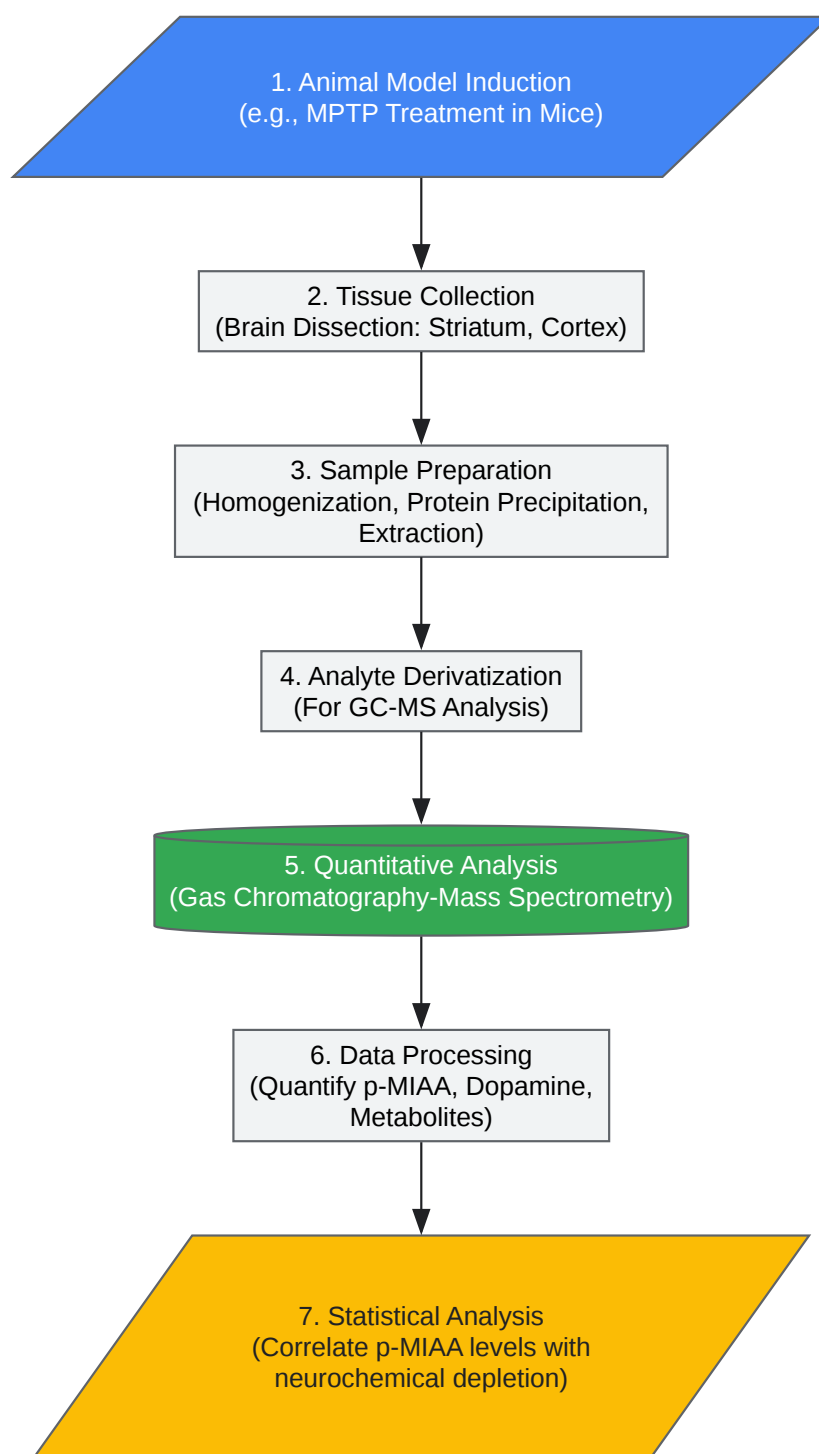 1. Animal Model Induction
(e.g., MPTP Treatment in Mice)
2. Tissue Collection
(Brain Dissection: Striatum, Cortex)
3. Sample Preparation
(Homogenization, Protein Precipitation,
Extraction)
4. Analyte Derivatization
(For GC-MS Analysis)
5. Quantitative Analysis
(Gas Chromatography-Mass Spectrometry)
6. Data Processing
(Quantify p-MIAA, Dopamine,
Metabolites)
7. Statistical Analysis
(Correlate p-MIAA levels with
neurochemical depletion)